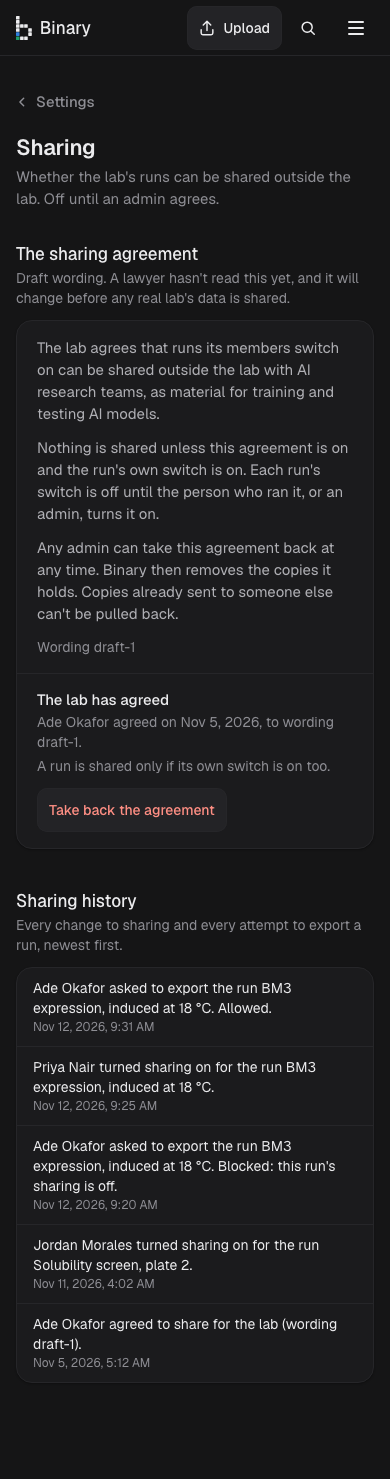 Binary
Upload
Settings
Sharing
Whether the lab's runs can be shared outside the
lab. Off until an admin agrees.
The sharing agreement
Draft wording. A lawyer hasn't read this yet, and it will
change before any real lab's data is shared.
The lab agrees that runs its members switch
on can be shared outside the lab with AI
research teams, as material for training and
testing AI models.
Nothing is shared unless this agreement is on
and the run's own switch is on. Each run's
switch is off until the person who ran it, or an
admin, turns it on.
Any admin can take this agreement back at
any time. Binary then removes the copies it
holds. Copies already sent to someone else
can't be pulled back.
Wording draft-1
The lab has agreed
Ade Okafor agreed on Nov 5, 2026, to wording
draft-1.
A run is shared only if its own switch is on too.
Take back the agreement
Sharing history
Every change to sharing and every attempt to export a
run, newest first.
Ade Okafor asked to export the run BM3
expression, induced at 18 °C. Allowed.
Nov 12, 2026, 9:31 AM
Priya Nair turned sharing on for the run BM3
expression, induced at 18 °C.
Nov 12, 2026, 9:25 AM
Ade Okafor asked to export the run BM3
expression, induced at 18 °C. Blocked: this run's
sharing is off.
Nov 12, 2026, 9:20 AM
Jordan Morales turned sharing on for the run
Solubility screen, plate 2.
Nov 11, 2026, 4:02 AM
Ade Okafor agreed to share for the lab (wording
draft-1).
Nov 5, 2026, 5:12 AM